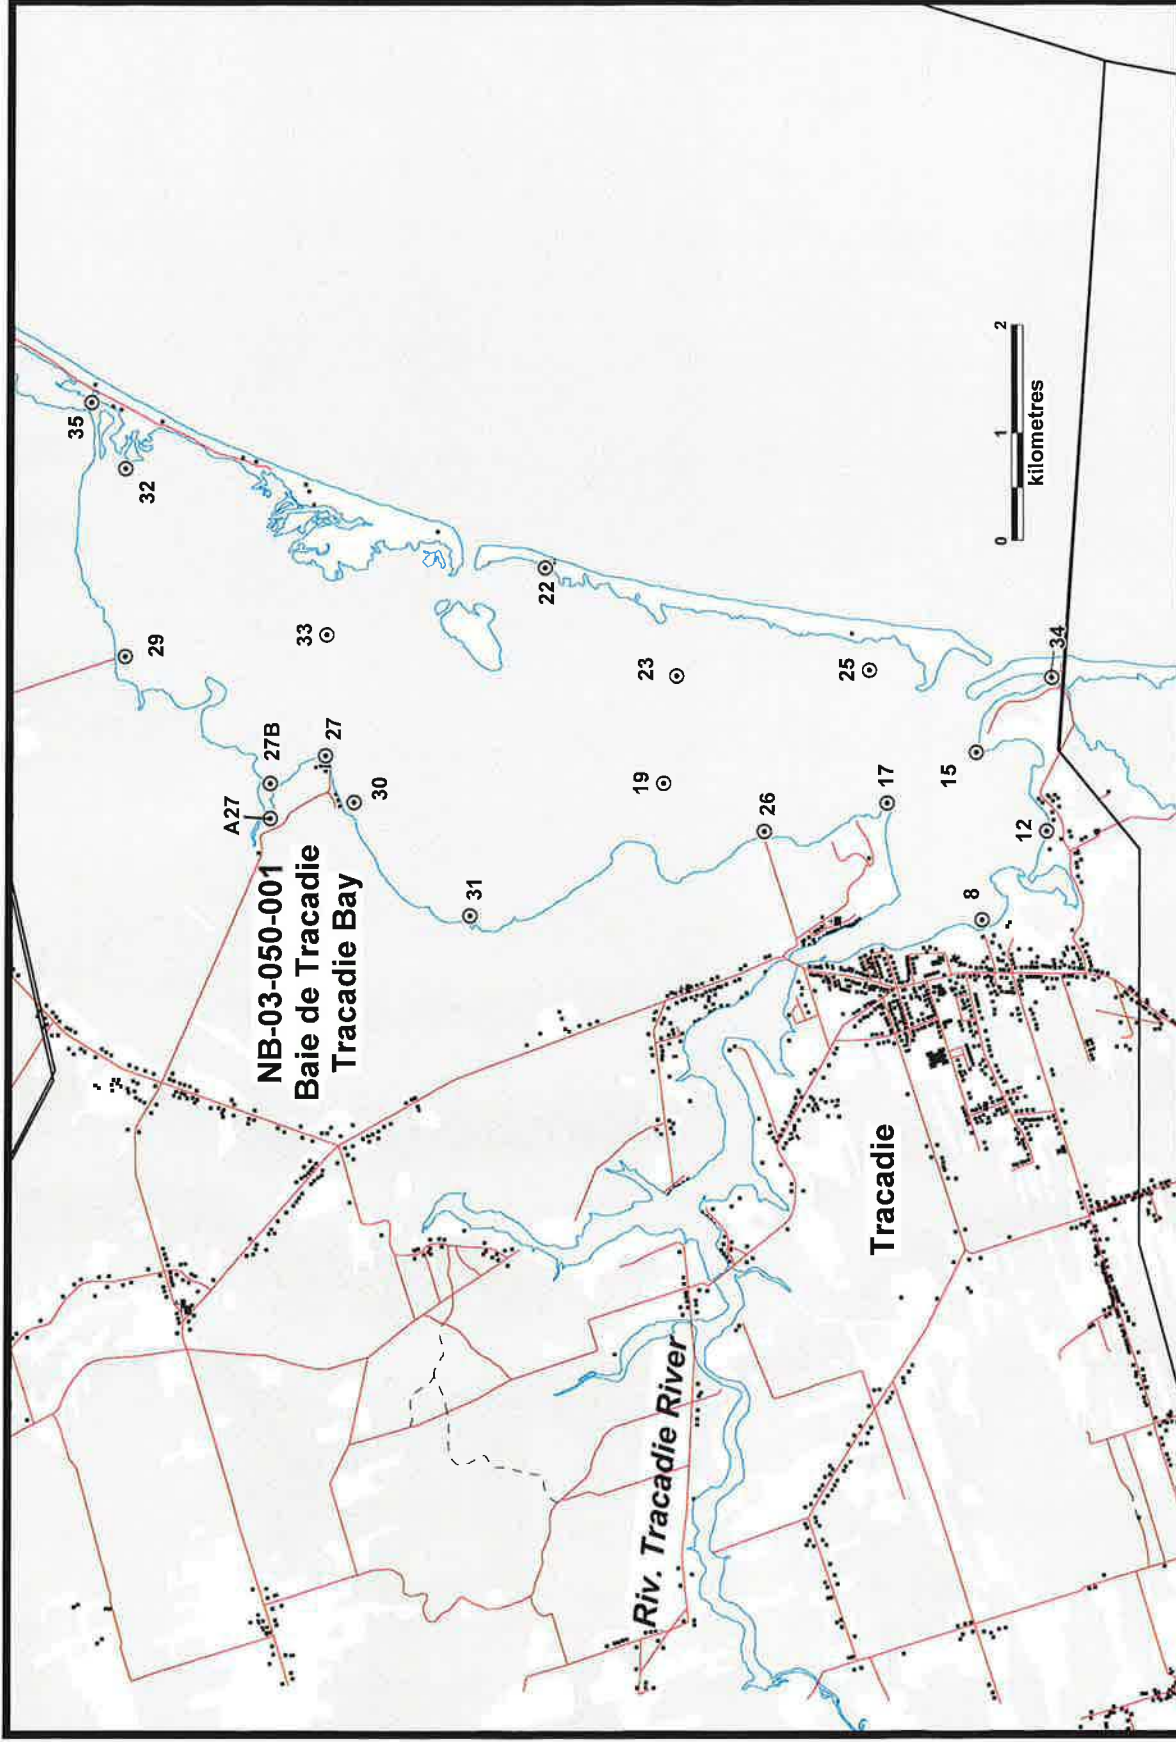 35
32
29
33
27B
A27
27
30
NB-03-050-001
Baie de Tracadie
Tracadie Bay
31
22
23
19
25
26
17
15
34
12
8
Tracadie
Riv. Tracadie River
0 1 2
kilometres